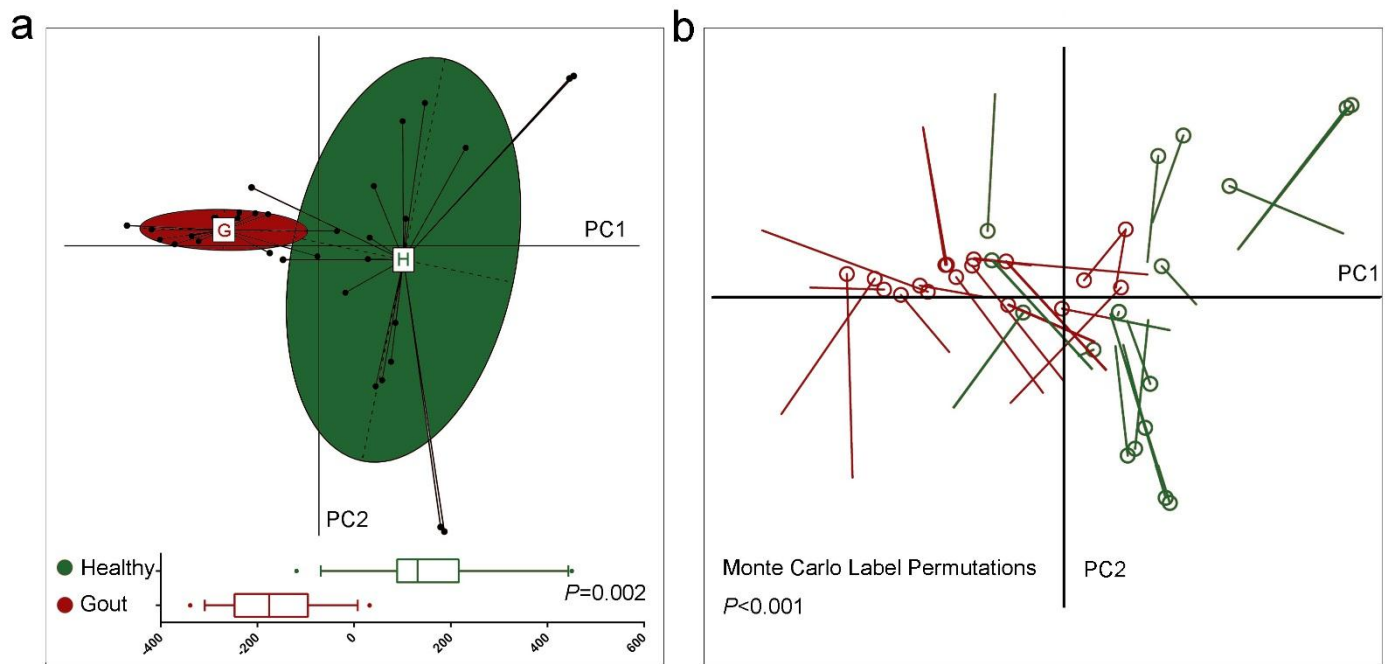 a
G
H
PC1
PC2
Healthy
Gout
P=0.002
-400
-200
0
200
400
600
b
PC1
PC2
Monte Carlo Label Permutations
P<0.001